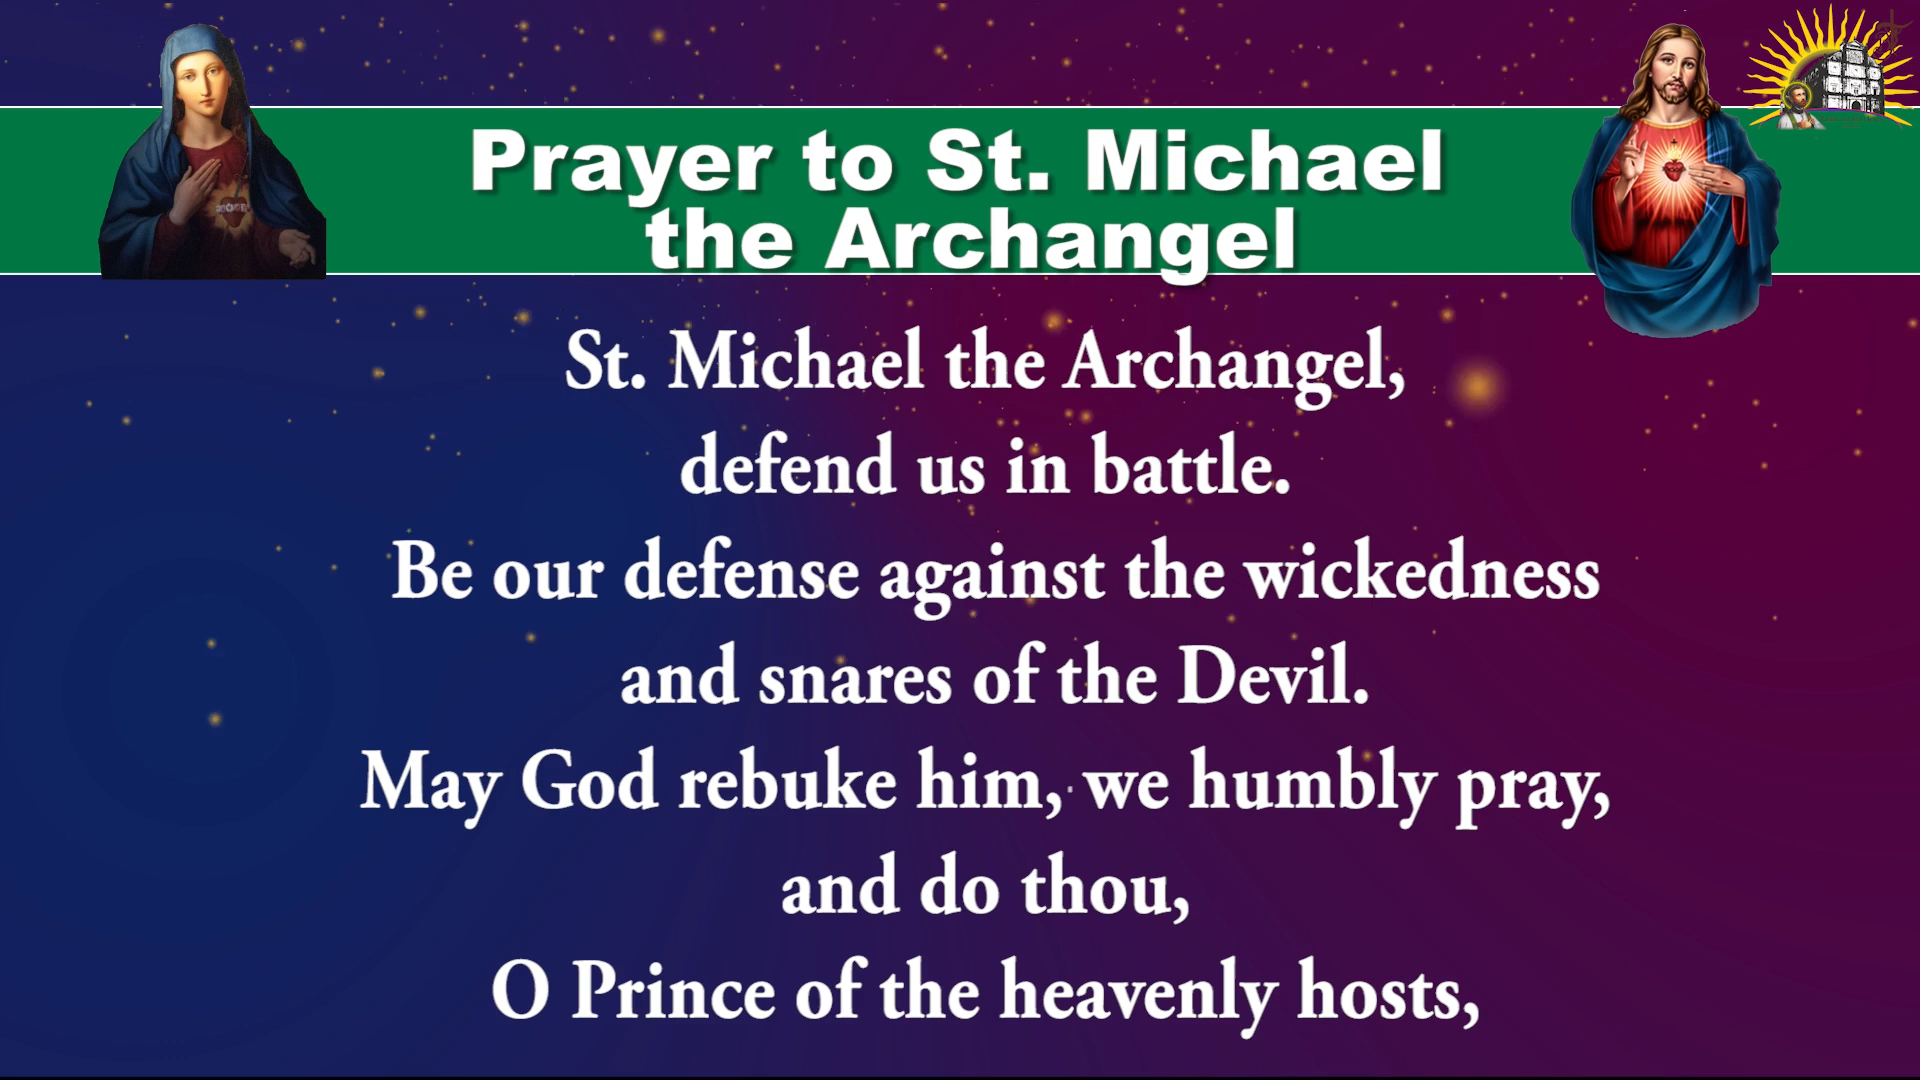 Prayer to St. Michael
the Archangel
St. Michael the Archangel,
defend us in battle.
Be our defense against the wickedness
and snares of the Devil.
May God rebuke him, we humbly pray,
and do thou,
O Prince of the heavenly hosts,